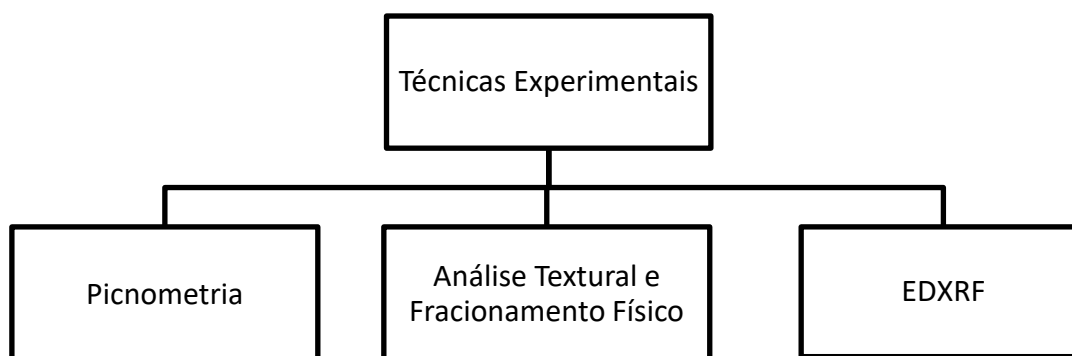 Técnicas Experimentais
Picnometria
Análise Textural e
Fracionamento Físico
EDXRF